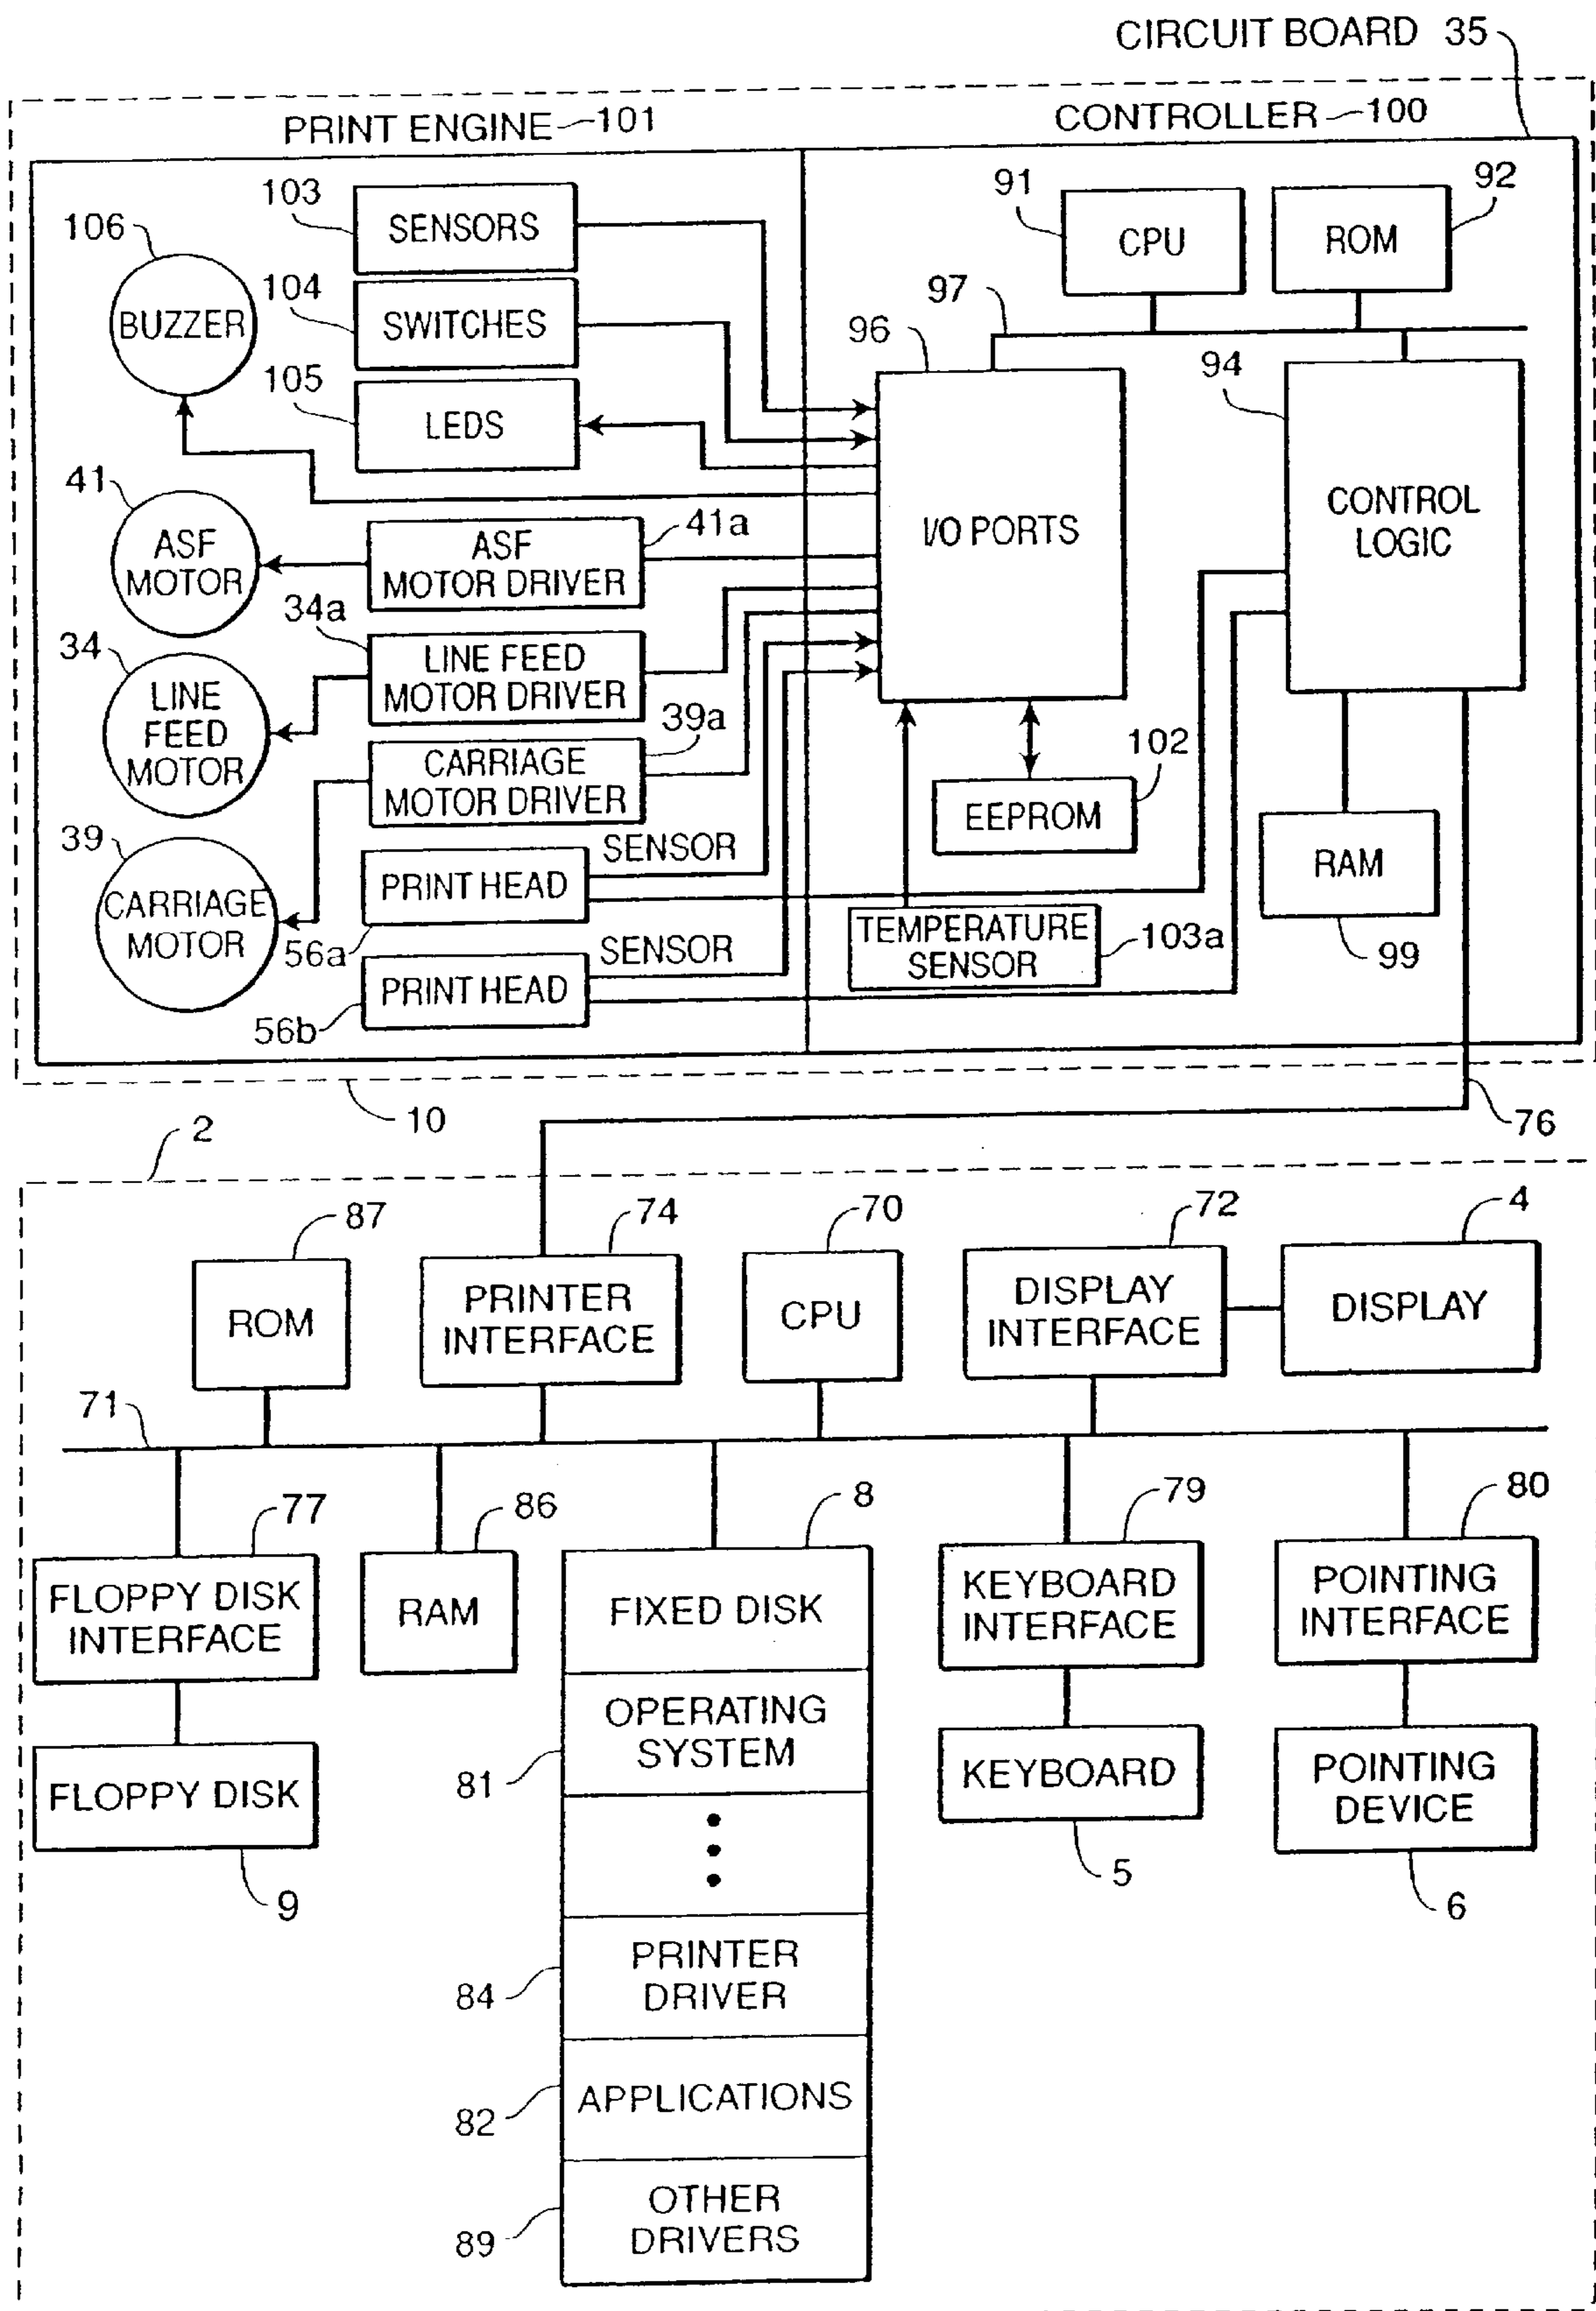 CIRCUIT BOARD 35
PRINT ENGINE 101
CONTROLLER 100
103
SENSORS
91
CPU
92
ROM
106
BUZZER
104
SWITCHES
97
96
105
LEDS
94
I/O PORTS
CONTROL
LOGIC
41
ASF
MOTOR
ASF
MOTOR DRIVER
41a
34a
34
LINE
FEED
MOTOR
LINE FEED
MOTOR DRIVER
39a
CARRIAGE
MOTOR DRIVER
102
EEPROM
39
CARRIAGE
MOTOR
SENSOR
PRINT HEAD
56a
RAM
99
TEMPERATURE
SENSOR
103a
SENSOR
PRINT HEAD
56b
10
76
2
87
ROM
74
PRINTER
INTERFACE
70
CPU
72
DISPLAY
INTERFACE
4
DISPLAY
71
77
FLOPPY DISK
INTERFACE
86
RAM
8
FIXED DISK
79
KEYBOARD
INTERFACE
80
POINTING
INTERFACE
OPERATING
SYSTEM
81
FLOPPY DISK
9
KEYBOARD
5
POINTING
DEVICE
6
PRINTER
DRIVER
84
APPLICATIONS
82
OTHER
DRIVERS
89